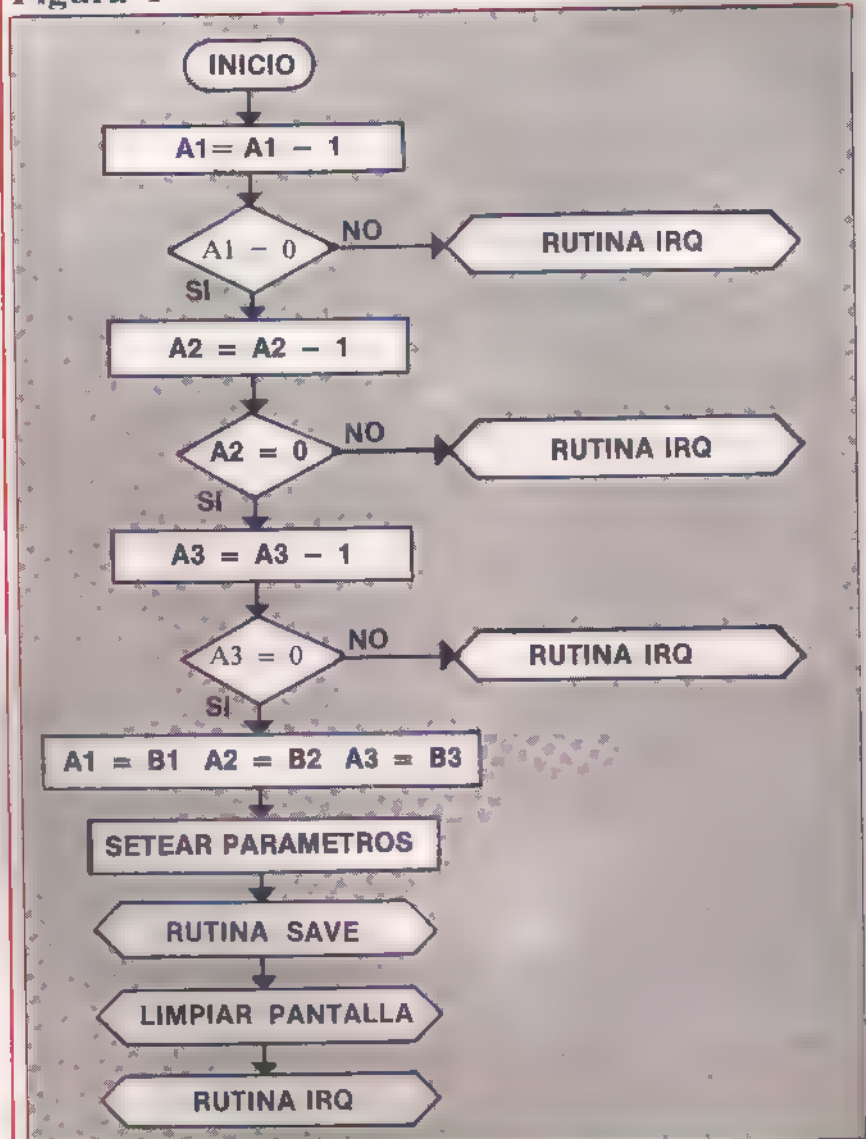 INICIO
A1= A1 - 1
A1 - 0
NO
RUTINA IRQ
SI
A2 = A2 - 1
A2 = 0
NO
RUTINA IRQ
SI
A3 = A3 - 1
A3 = 0
NO
RUTINA IRQ
SI
A1 = B1 A2 = B2 A3 = B3
SETEAR PARAMETROS
RUTINA SAVE
LIMPIAR PANTALLA
RUTINA IRQ